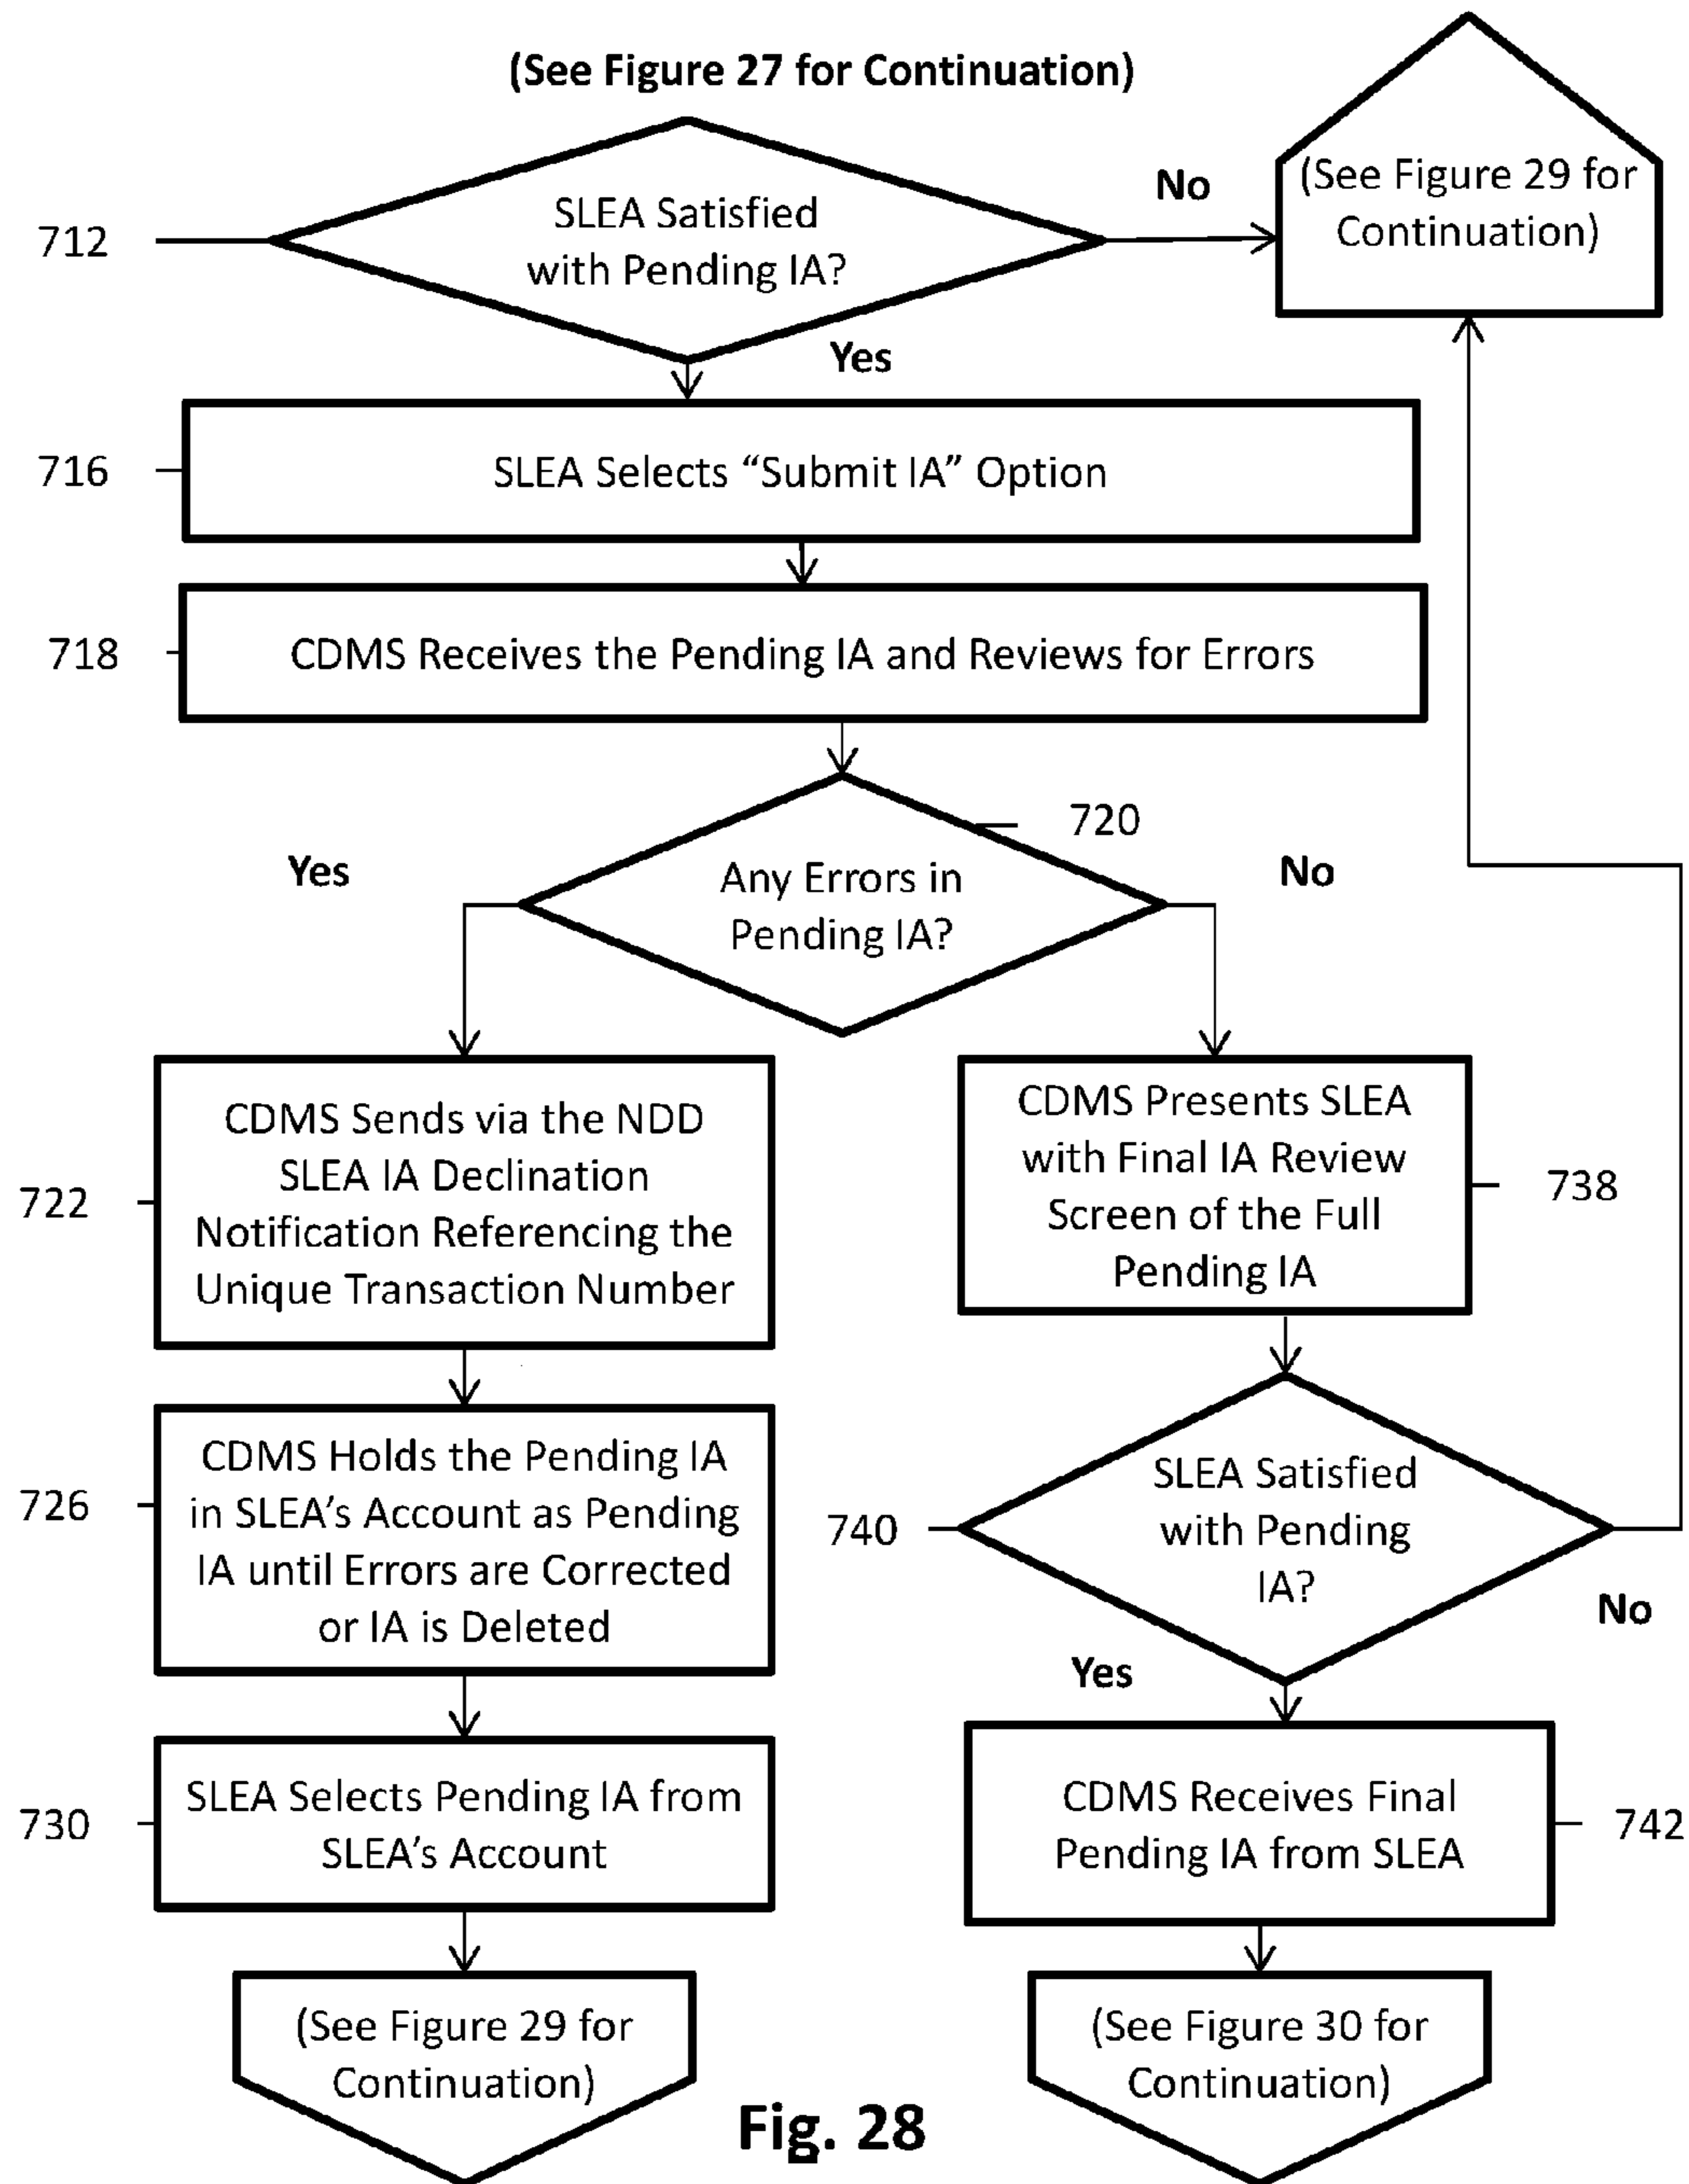 (See Figure 27 for Continuation)
(See Figure 29 for
Continuation)
No
712
SLEA Satisfied
with Pending IA?
Yes
716
SLEA Selects “Submit IA” Option
718
CDMS Receives the Pending IA and Reviews for Errors
720
Yes
Any Errors in
Pending IA?
No
722
CDMS Sends via the NDD
SLEA IA Declination
Notification Referencing the
Unique Transaction Number
CDMS Presents SLEA
with Final IA Review
Screen of the Full
Pending IA
738
726
CDMS Holds the Pending IA
in SLEA’s Account as Pending
IA until Errors are Corrected
or IA is Deleted
740
SLEA Satisfied
with Pending
IA?
No
Yes
730
SLEA Selects Pending IA from
SLEA’s Account
CDMS Receives Final
Pending IA from SLEA
742
(See Figure 29 for
Continuation)
(See Figure 30 for
Continuation)
Fig. 28